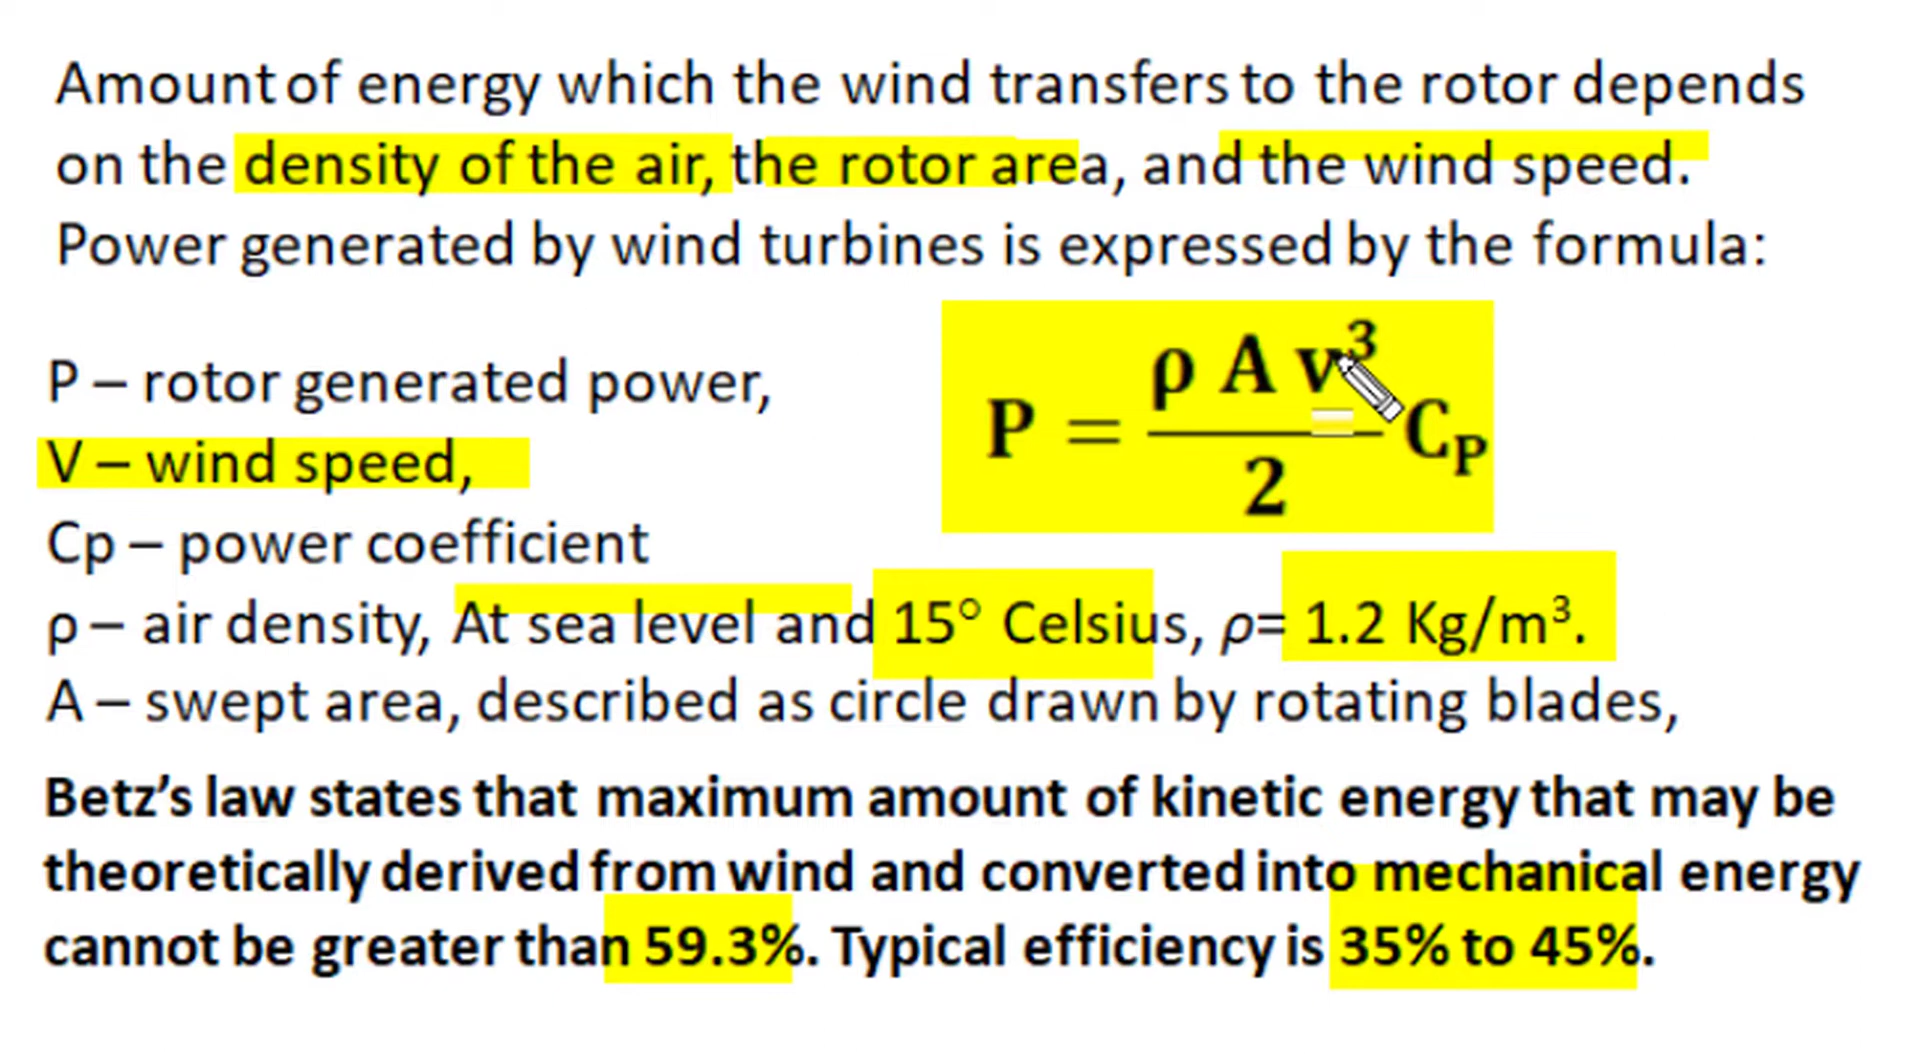 Amount of energy which the wind transfers to the rotor depends
on the density of the air, the rotor area, and the wind speed.
Power generated by wind turbines is expressed by the formula:
P – rotor generated power,
V – wind speed,
Cp – power coefficient
P = ρ A v³ / 2 C_P
ρ – air density, At sea level and 15° Celsius, ρ= 1.2 Kg/m³.
A – swept area, described as circle drawn by rotating blades,
Betz’s law states that maximum amount of kinetic energy that may be
theoretically derived from wind and converted into mechanical energy
cannot be greater than 59.3%. Typical efficiency is 35% to 45%.